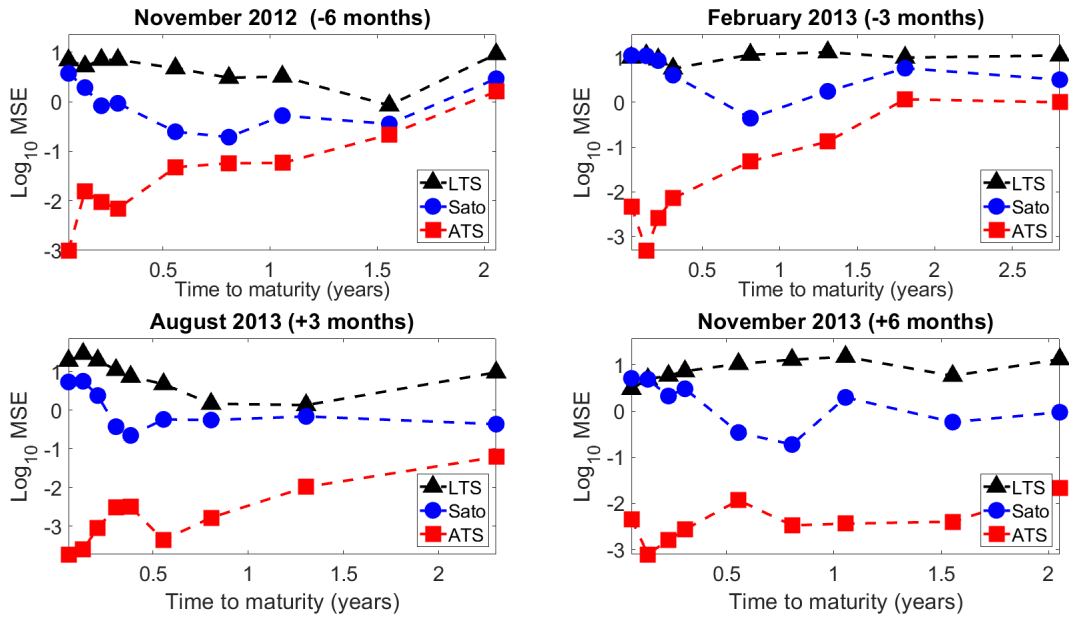 November 2012 (-6 months)
Log10 MSE
1
0
-1
-2
-3
0.5
1
1.5
2
Time to maturity (years)
LTS
Sato
ATS
February 2013 (-3 months)
Log10 MSE
1
0
-1
-2
-3
0.5
1
1.5
2
2.5
Time to maturity (years)
LTS
Sato
ATS
August 2013 (+3 months)
Log10 MSE
1
0
-1
-2
-3
0.5
1
1.5
2
Time to maturity (years)
LTS
Sato
ATS
November 2013 (+6 months)
Log10 MSE
1
0
-1
-2
-3
0.5
1
1.5
2
Time to maturity (years)
LTS
Sato
ATS